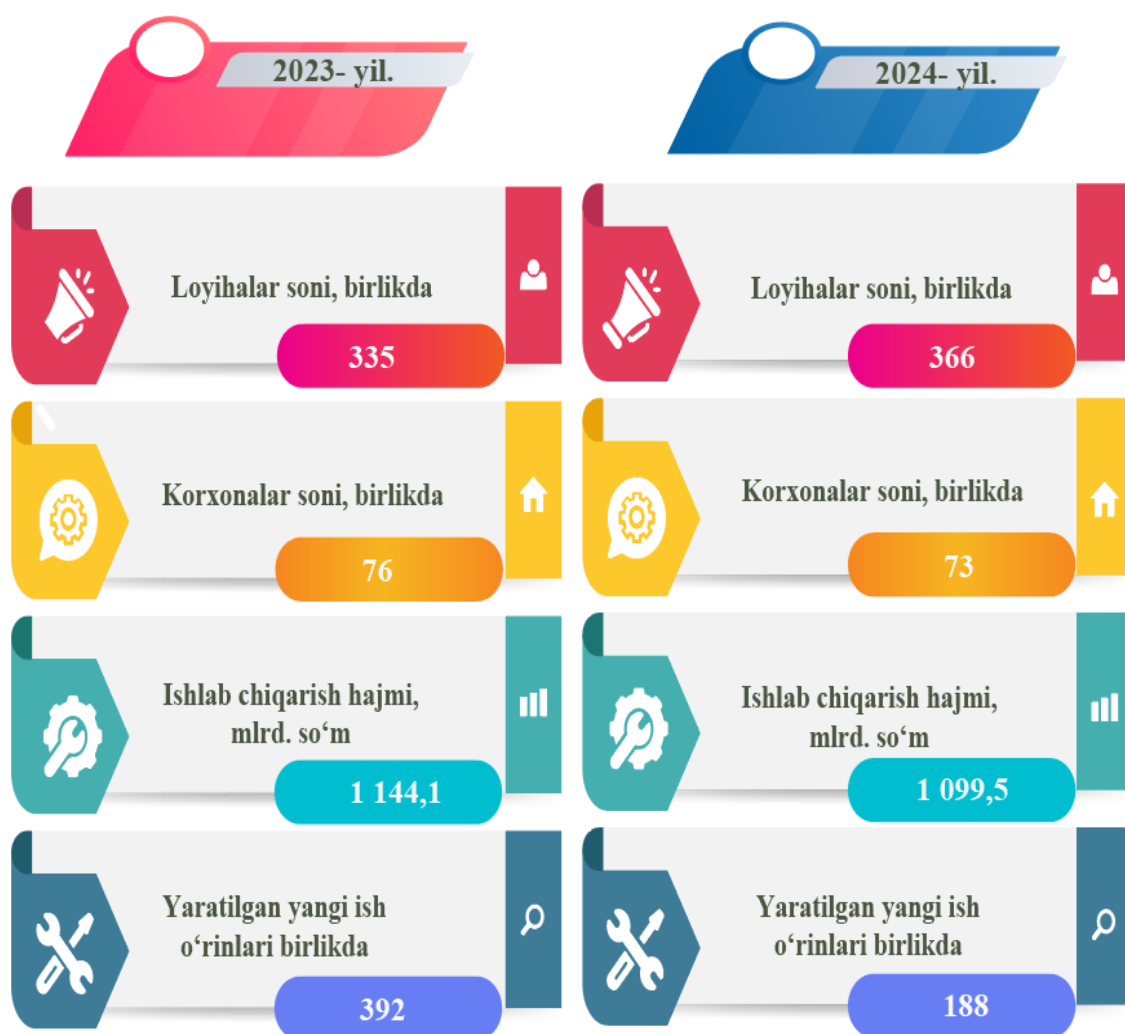 2023- yil.
Loyihalar soni, birlikda
335
Korxonalar soni, birlikda
76
Ishlab chiqarish hajmi,
mlrd. so‘m
1 144,1
Yaratilgan yangi ish
o‘rinlari birlikda
392
2024- yil.
Loyihalar soni, birlikda
366
Korxonalar soni, birlikda
73
Ishlab chiqarish hajmi,
mlrd. so‘m
1 099,5
Yaratilgan yangi ish
o‘rinlari birlikda
188